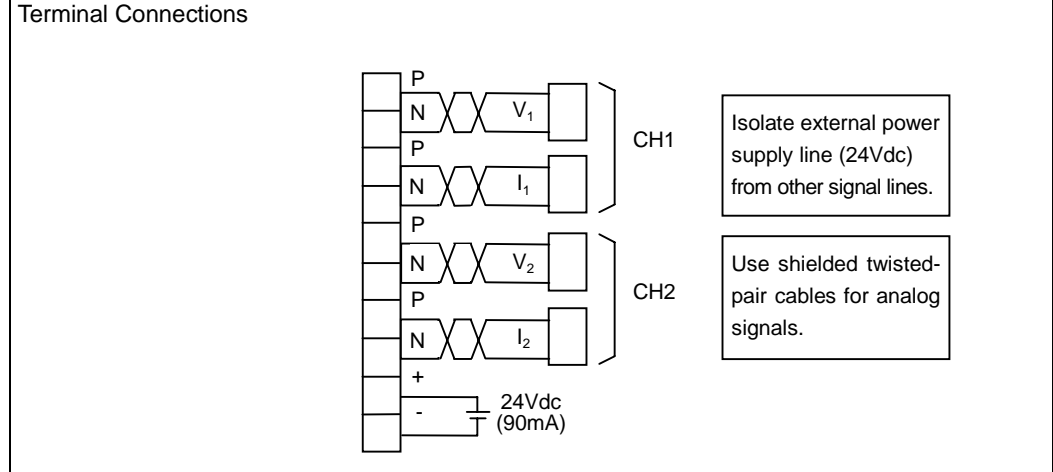 Terminal Connections
P
N
V₁
P
N
I₁
CH1
P
N
V₂
P
N
I₂
CH2
+
-
24Vdc
(90mA)
Isolate external power
supply line (24Vdc)
from other signal lines.
Use shielded twisted-
pair cables for analog
signals.